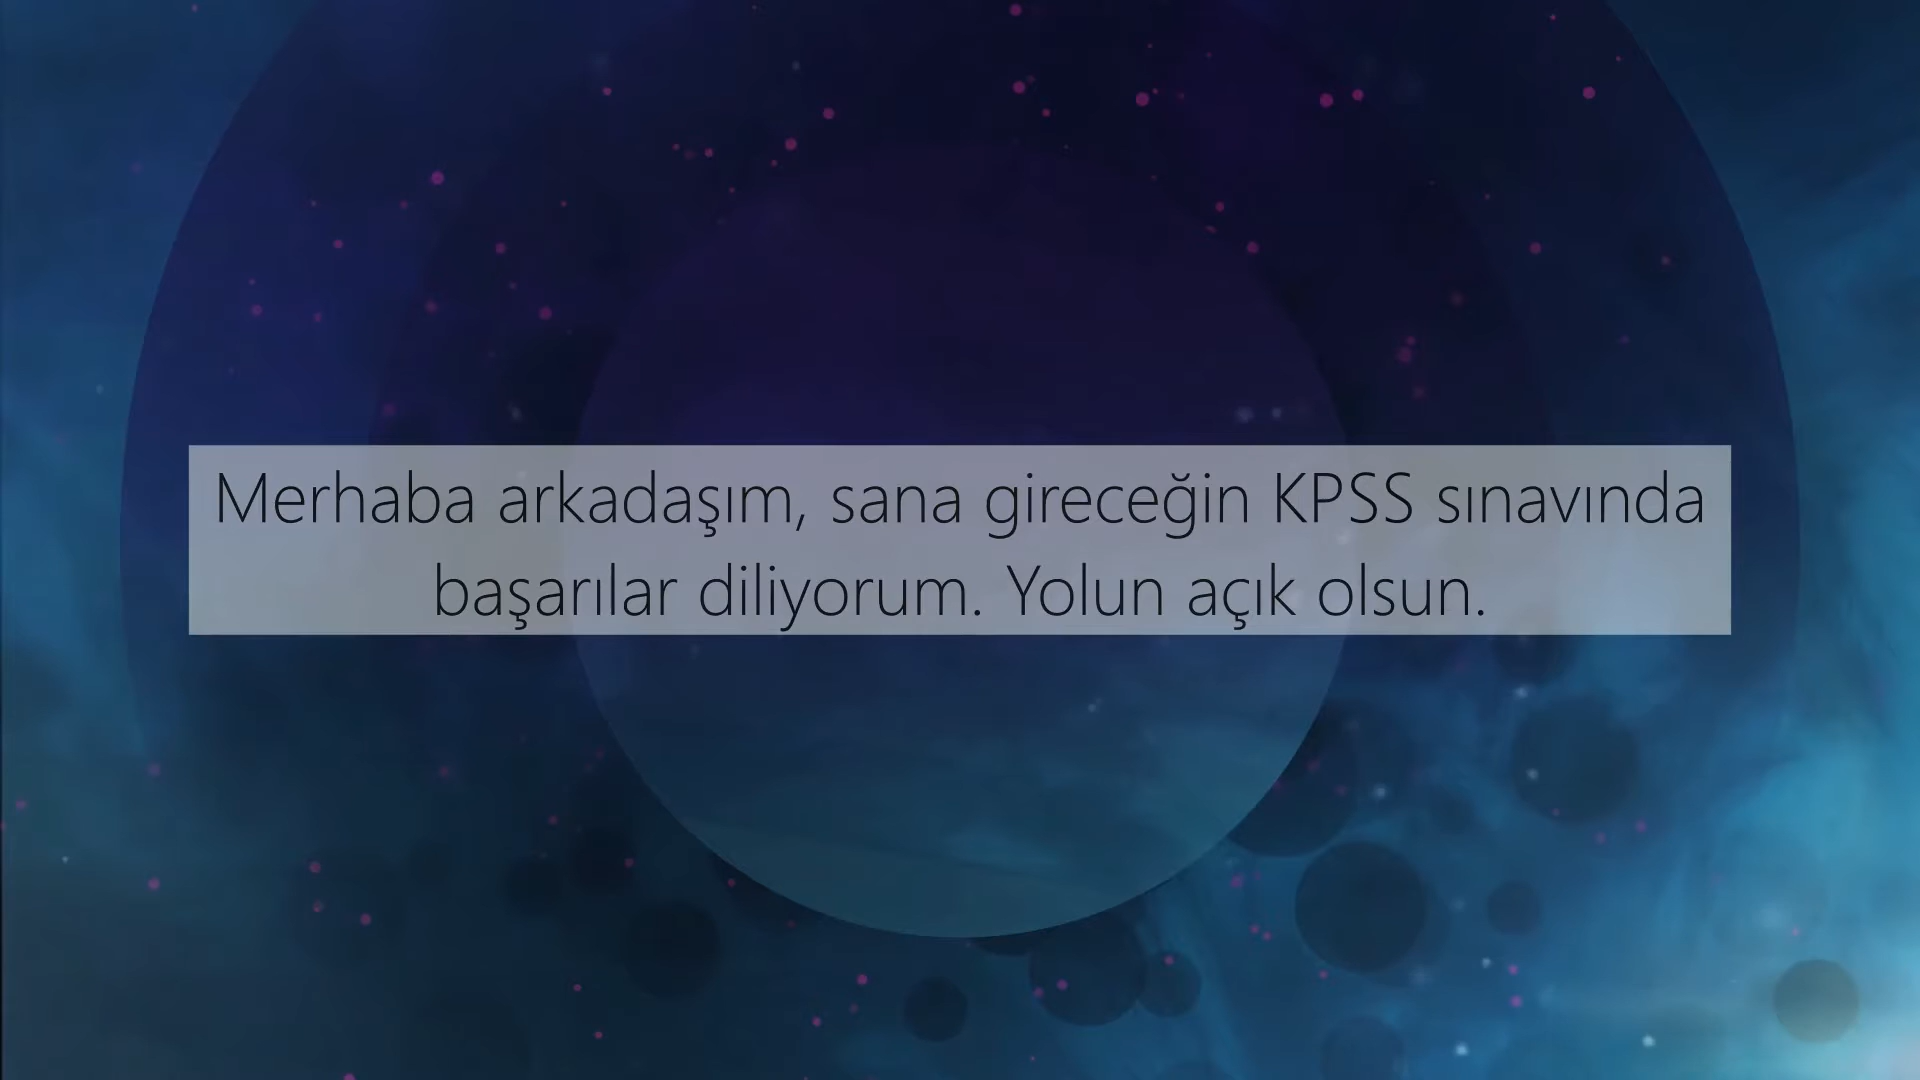 Merhaba arkadaşım, sana gireceğin KPSS sınavında
başarılar diliyorum. Yolun açık olsun.